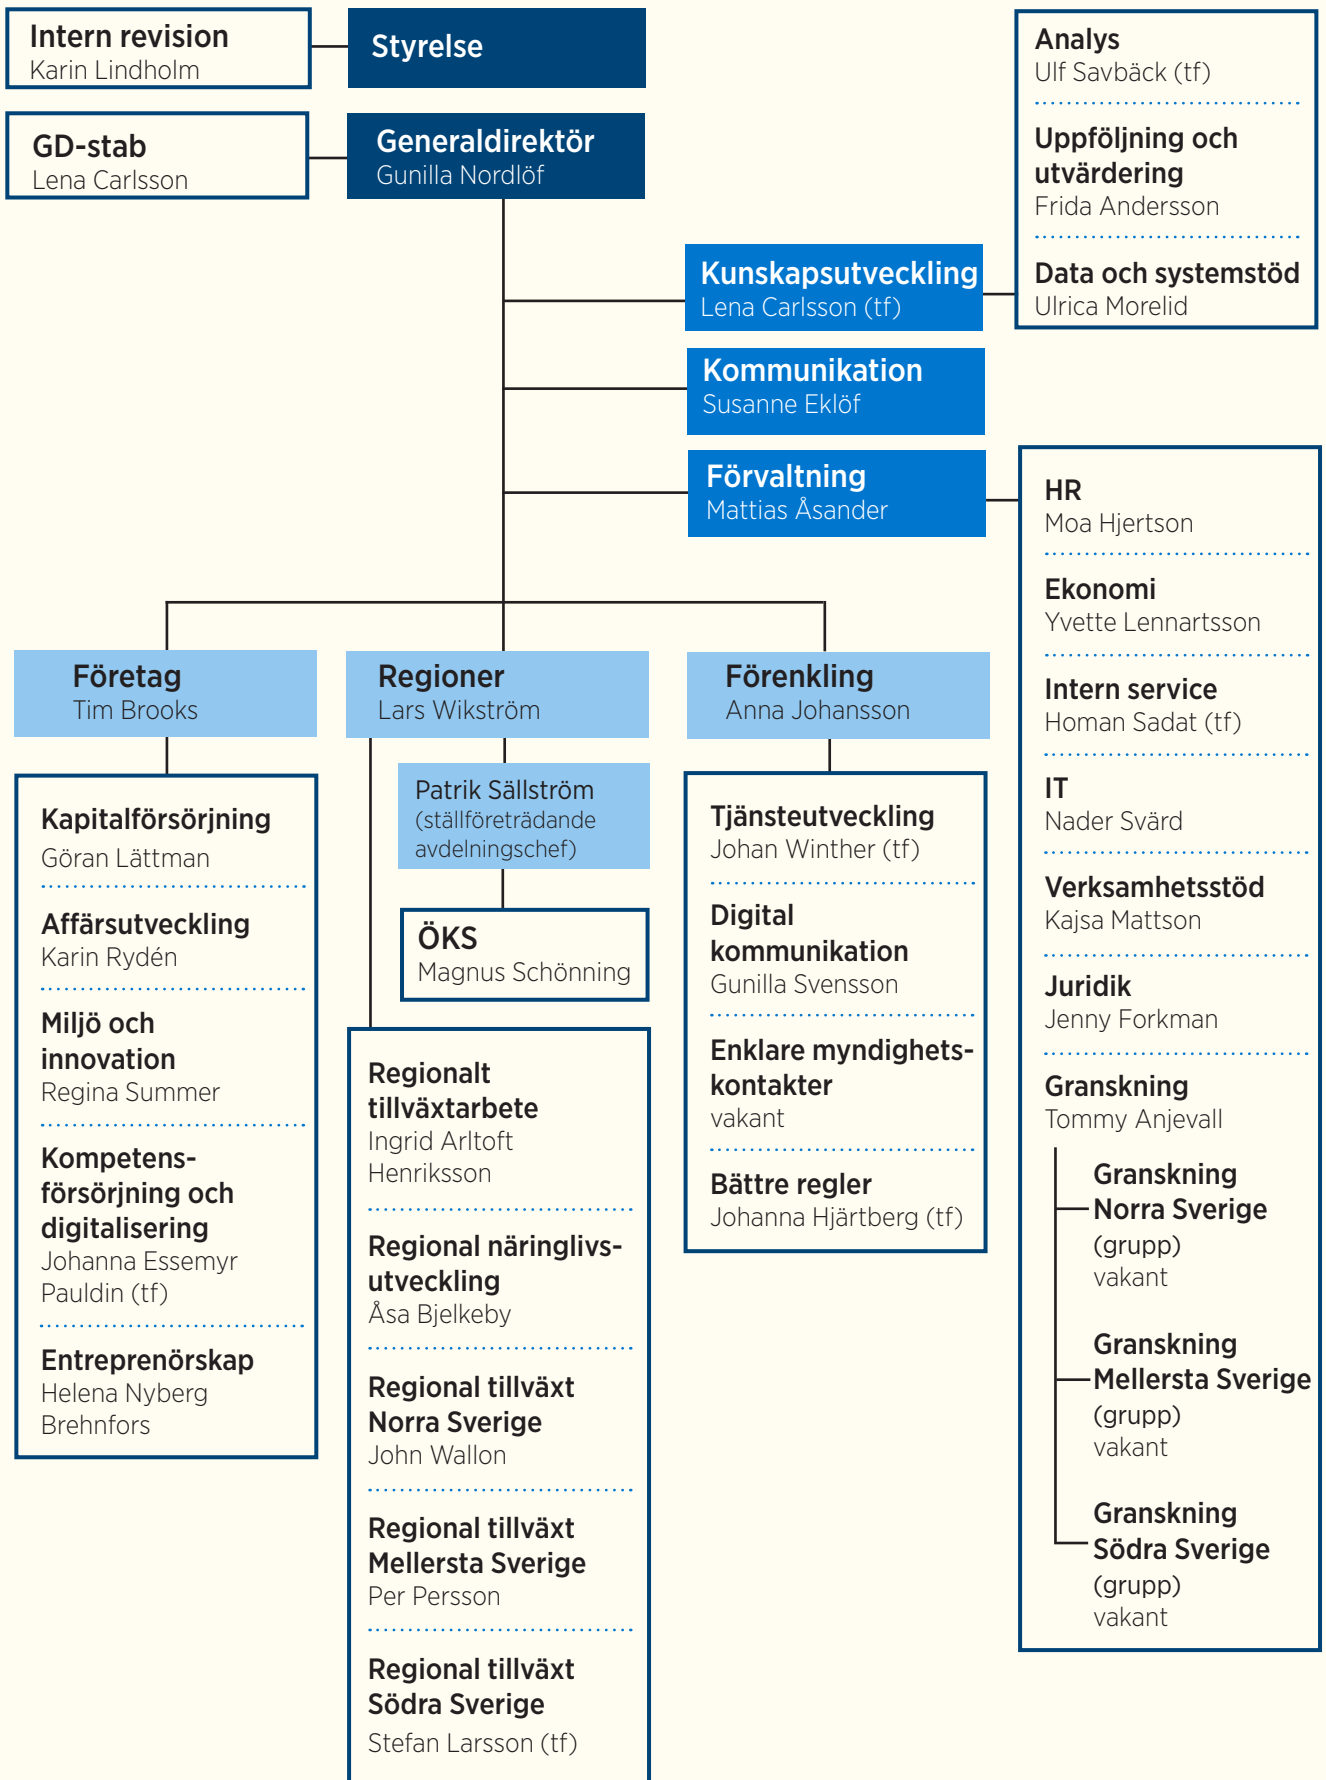 Intern revision
Karin Lindholm
Styrelse
GD-stab
Lena Carlsson
Generaldirektör
Gunilla Nordlöf
Analys
Ulf Savbäck (tf)
Uppföljning och
utvärdering
Frida Andersson
Data och systemstöd
Ulrica Morelid
Kunskapsutveckling
Lena Carlsson (tf)
Kommunikation
Susanne Eklöf
Förvaltning
Mattias Åsander
HR
Moa Hjertson
Ekonomi
Yvette Lennartsson
Intern service
Homan Sadat (tf)
IT
Nader Svärd
Verksamhetsstöd
Kajsa Mattson
Juridik
Jenny Forkman
Granskning
Tommy Anjevall
Granskning
Norra Sverige
(grupp)
vakant
Granskning
Mellersta Sverige
(grupp)
vakant
Granskning
Södra Sverige
(grupp)
vakant
Företag
Tim Brooks
Kapitalförsörjning
Göran Lättman
Affärsutveckling
Karin Rydén
Miljö och
innovation
Regina Summer
Kompetens-
försörjning och
digitalisering
Johanna Essemyr
Pauldin (tf)
Entreprenörskap
Helena Nyberg
Brehnfors
Regioner
Lars Wikström
Patrik Sällström
(ställföreträdande
avdelningschef)
ÖKS
Magnus Schönning
Regionalt
tillväxtarbete
Ingrid Arltoft
Henriksson
Regional näringlivs-
utveckling
Åsa Bjelkeby
Regional tillväxt
Norra Sverige
John Wallon
Regional tillväxt
Mellersta Sverige
Per Persson
Regional tillväxt
Södra Sverige
Stefan Larsson (tf)
Förenkling
Anna Johansson
Tjänsteutveckling
Johan Winther (tf)
Digital
kommunikation
Gunilla Svensson
Enklare myndighets-
kontakter
vakant
Bättre regler
Johanna Hjärtberg (tf)